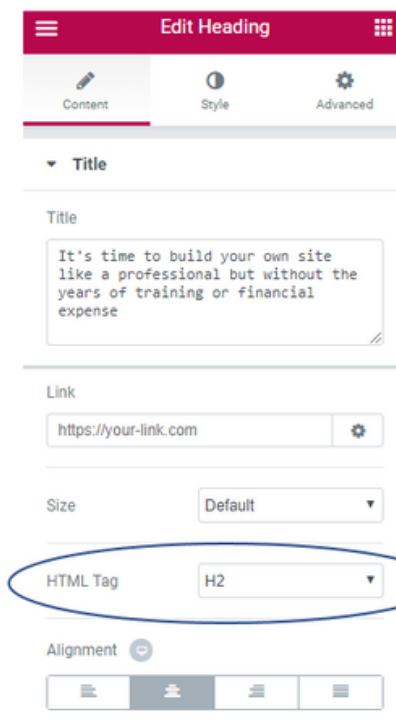 Edit Heading
Content Style Advanced
Title
Title
It's time to build your own site
like a professional but without the
years of training or financial
expense
Link
https://your-link.com
Size Default
HTML Tag H2
Alignment